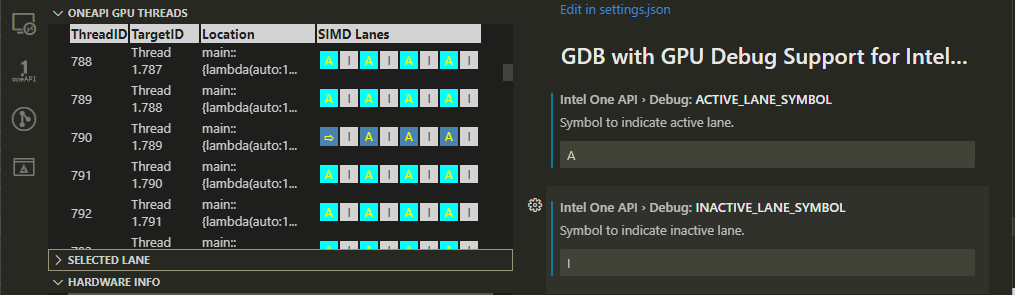 oneAPI
ONEAPI GPU THREADS
ThreadID TargetID Location SIMD Lanes
788 Thread 1.787 main:: {lambda(auto:1... A I A I A I A I
789 Thread 1.788 main:: {lambda(auto:1... A I A I A I A I
790 Thread 1.789 main:: {lambda(auto:1... ⇨ I A I A I A I
791 Thread 1.790 main:: {lambda(auto:1... A I A I A I A I
792 Thread 1.791 main:: {lambda(auto:1... A I A I A I A I
Thread main:: A I A I A I A I
SELECTED LANE
HARDWARE INFO
Edit in settings.json
GDB with GPU Debug Support for Intel...
Intel One API › Debug: ACTIVE_LANE_SYMBOL
Symbol to indicate active lane.
A
Intel One API › Debug: INACTIVE_LANE_SYMBOL
Symbol to indicate inactive lane.
I